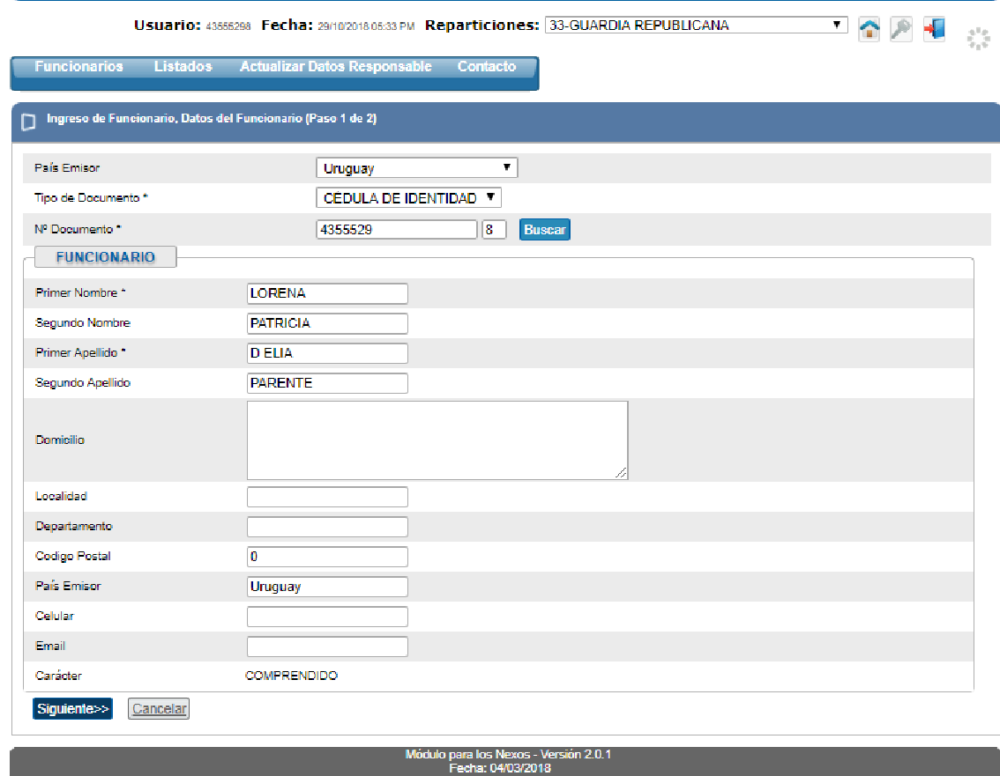 Usuario: 43555298 Fecha: 29/10/2018 05:33 PM Reparticiones: 33-GUARDIA REPUBLICANA
Funcionarios Listados Actualizar Datos Responsable Contacto
Ingreso de Funcionario, Datos del Funcionario (Paso 1 de 2)
País Emisor Uruguay
Tipo de Documento * CÉDULA DE IDENTIDAD
Nº Documento * 4355529 8 Buscar
FUNCIONARIO
Primer Nombre * LORENA
Segundo Nombre PATRICIA
Primer Apellido * D ELIA
Segundo Apellido PARENTE
Domicilio
Localidad
Departamento
Codigo Postal 0
País Emisor Uruguay
Celular
Email
Carácter COMPRENDIDO
Siguiente>> Cancelar
Módulo para los Nexos - Versión 2.0.1
Fecha: 04/03/2018